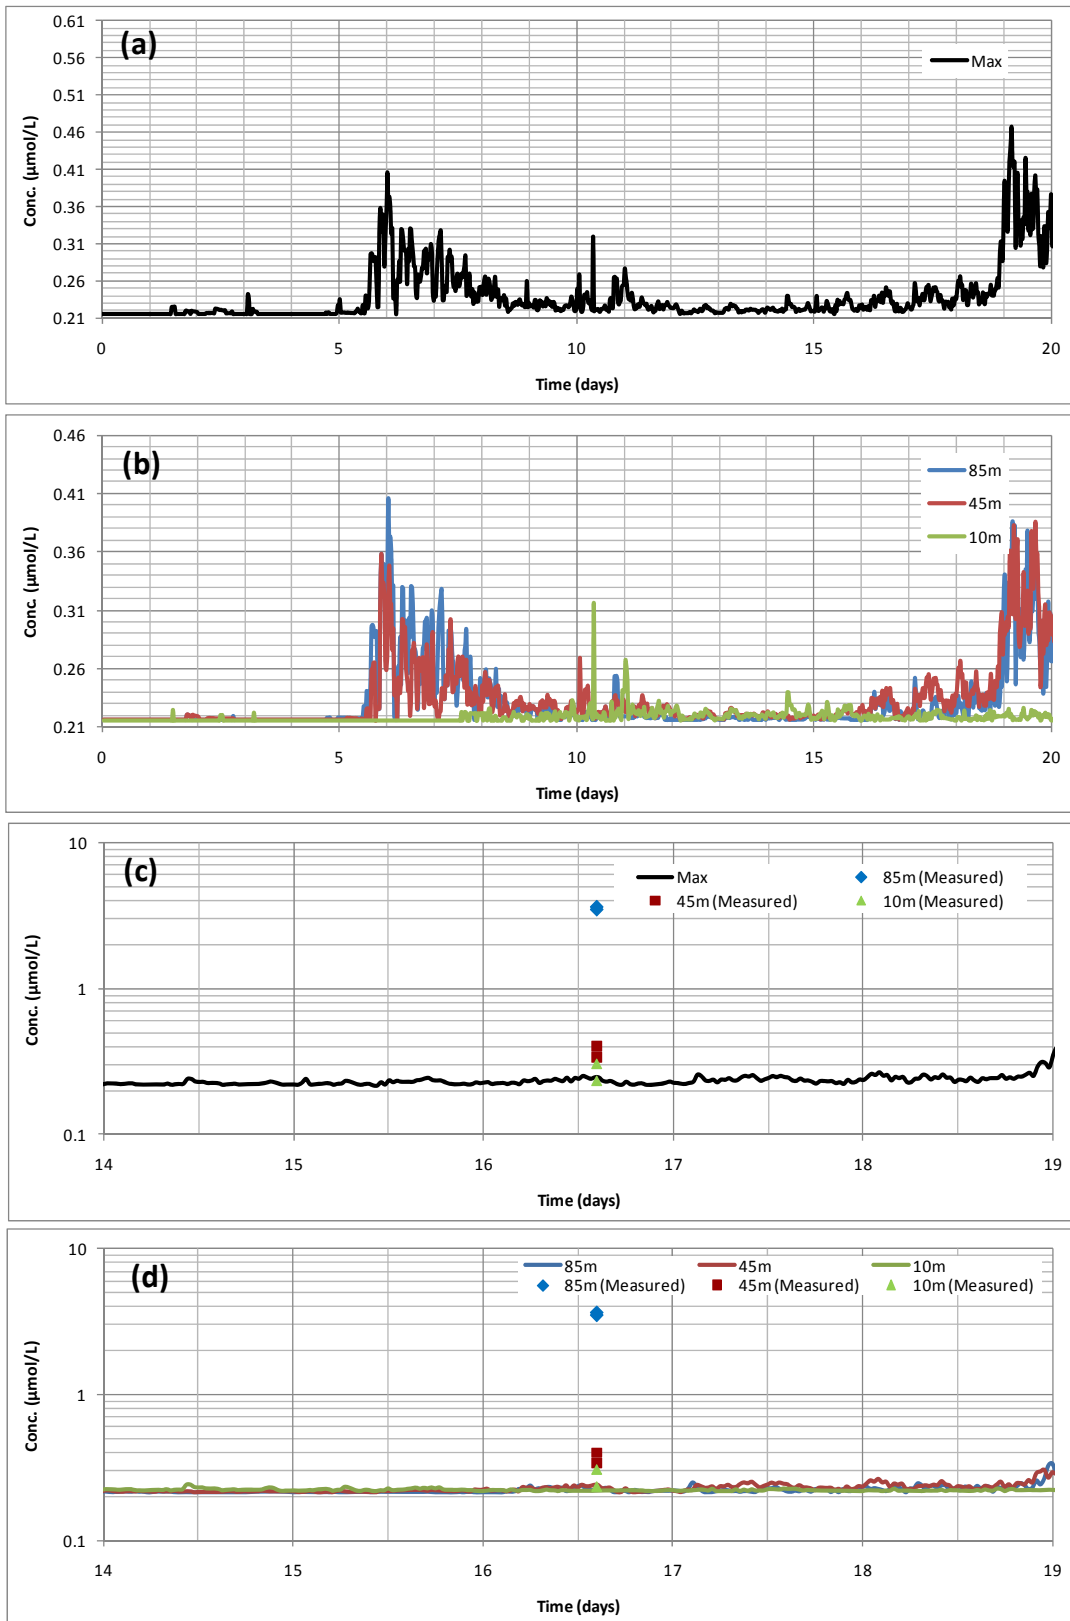 (a)
Max
0.61
0.56
0.51
0.46
0.41
0.36
0.31
0.26
0.21
Conc. (µmol/L)
0 5 10 15 20
Time (days)
(b)
85m
45m
10m
0.46
0.41
0.36
0.31
0.26
0.21
Conc. (µmol/L)
0 5 10 15 20
Time (days)
(c)
Max 85m (Measured)
45m (Measured) 10m (Measured)
10
1
0.1
Conc. (µmol/L)
14 15 16 17 18 19
Time (days)
(d)
85m 45m 10m
85m (Measured) 45m (Measured) 10m (Measured)
10
1
0.1
Conc. (µmol/L)
14 15 16 17 18 19
Time (days)